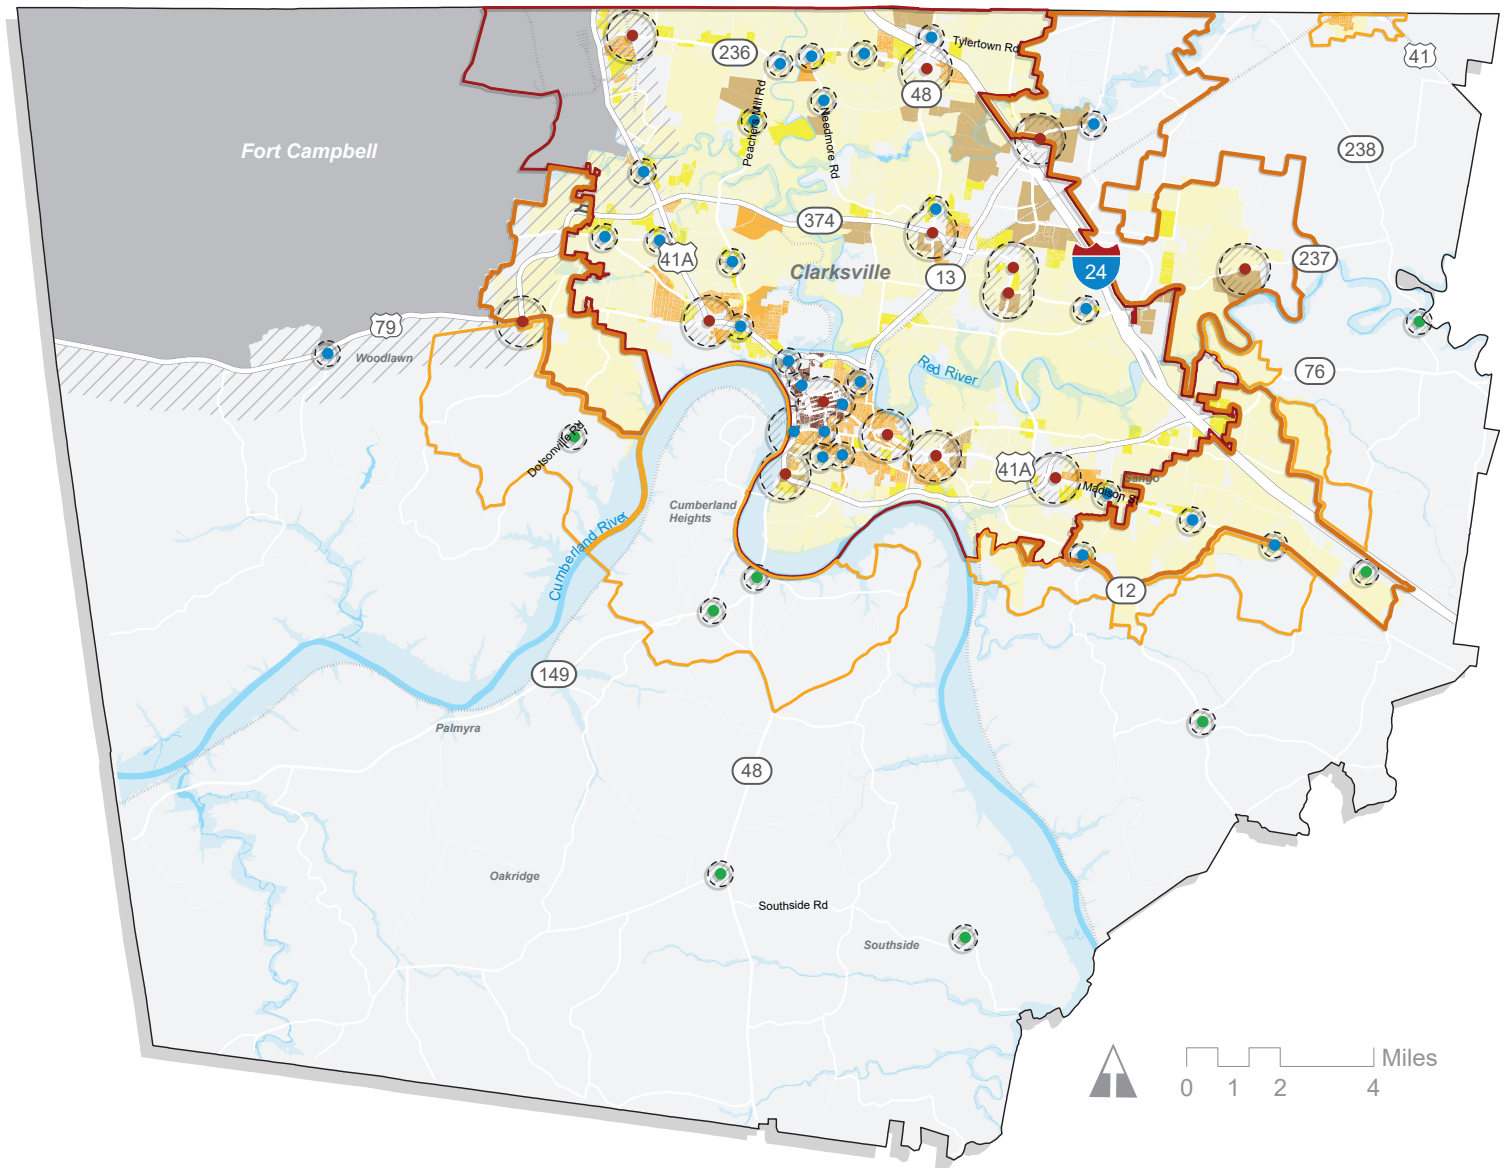 Tylertown Rd
236
41
48
Peachers Mill Rd
Needmore Rd
Fort Campbell
238
374
41A
Clarksville
237
24
13
79
Woodlawn
Red River
76
Dotsonville Rd
41A
Sango
Madison St
Cumberland
Heights
Cumberland River
12
149
Palmyra
48
Oakridge
Southside Rd
Southside
Miles
0 1 2 4